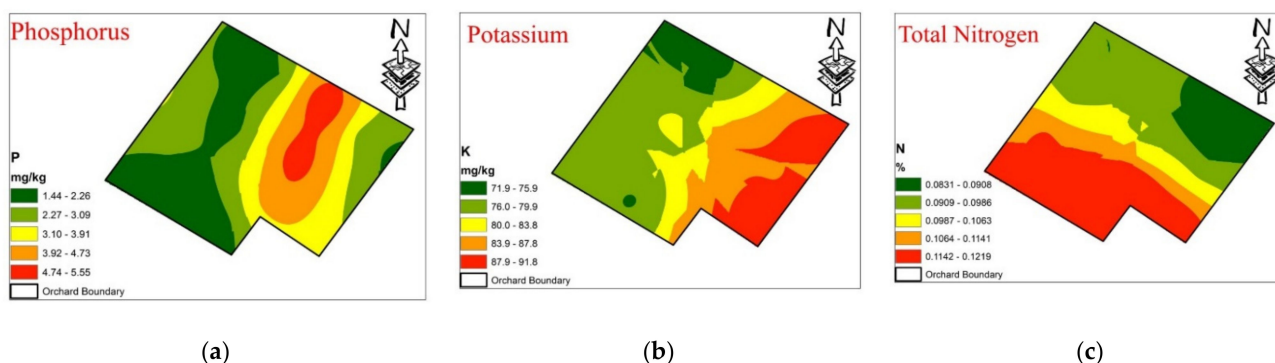 Phosphorus
N
P
mg/kg
1.44 - 2.26
2.27 - 3.09
3.10 - 3.91
3.92 - 4.73
4.74 - 5.55
Orchard Boundary
(a)
Potassium
N
K
mg/kg
71.9 - 75.9
76.0 - 79.9
80.0 - 83.8
83.9 - 87.8
87.9 - 91.8
Orchard Boundary
(b)
Total Nitrogen
N
N
%
0.0831 - 0.0908
0.0909 - 0.0986
0.0987 - 0.1063
0.1064 - 0.1141
0.1142 - 0.1219
Orchard Boundary
(c)